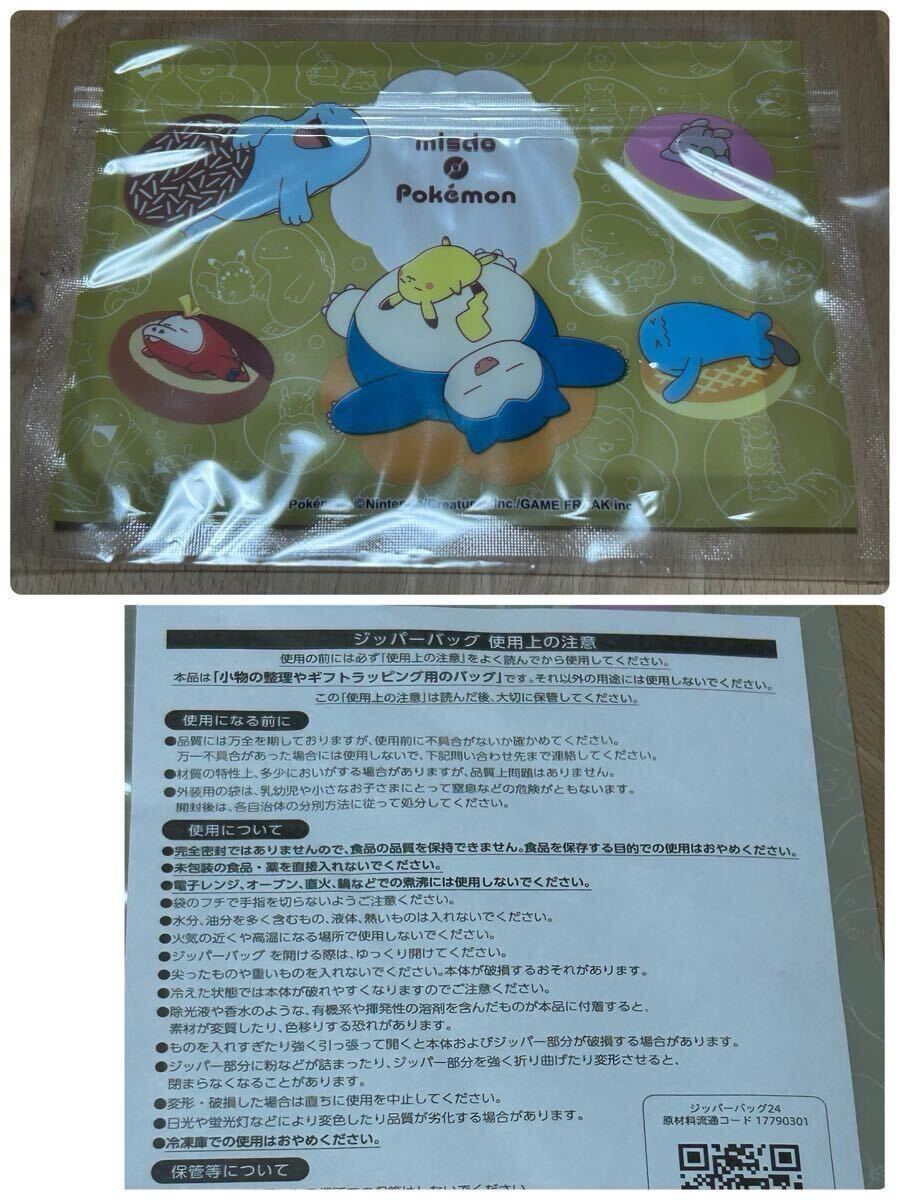 misdo
Pokémon
Pokémon ©Nintendo/Creatures Inc./GAME FREAK inc.
ジッパーバッグ 使用上の注意
使用の前には必ず「使用上の注意」をよく読んでから使用してください。
本品は「小物の整理やギフトラッピング用のバッグ」です。それ以外の用途には使用しないでください。
この「使用上の注意」は読んだ後、大切に保管してください。
使用になる前に
●品質には万全を期しておりますが、使用前に不具合がないか確かめてください。
万一不具合があった場合には使用しないで、下記問い合わせ先まで連絡してください。
●材質の特性上、多少においがする場合がありますが、品質上問題はありません。
●外装用の袋は、乳幼児や小さなお子さまにとって窒息などの危険がともないます。
開封後は、各自治体の分別方法に従って処分してください。
使用について
●完全密封ではありませんので、食品の品質を保持できません。食品を保存する目的での使用はおやめください。
●未包装の食品・薬を直接入れないでください。
●電子レンジ、オーブン、直火、鍋などでの煮沸には使用しないでください。
●袋のフチで手指を切らないようご注意ください。
●水分、油分を多く含むもの、液体、熱いものは入れないでください。
●火気の近くや高温になる場所で使用しないでください。
●ジッパーバッグ を開ける際は、ゆっくり開けてください。
●尖ったものや重いものを入れないでください。本体が破損するおそれがあります。
●冷えた状態では本体が破れやすくなりますのでご注意ください。
●除光液や香水のような、有機系や揮発性の溶剤を含んだものが本品に付着すると、
素材が変質したり、色移りする恐れがあります。
●ものを入れすぎたり強く引っ張って開くと本体およびジッパー部分が破損する場合があります。
●ジッパー部分に粉などが詰まったり、ジッパー部分を強く折り曲げたり変形させると、
閉まらなくなることがあります。
●変形・破損した場合は直ちに使用を中止してください。
●日光や蛍光灯などにより変色したり品質が劣化する場合があります。
●冷凍庫での使用はおやめください。
保管等について
ジッパーバッグ24
原材料流通コード 17790301